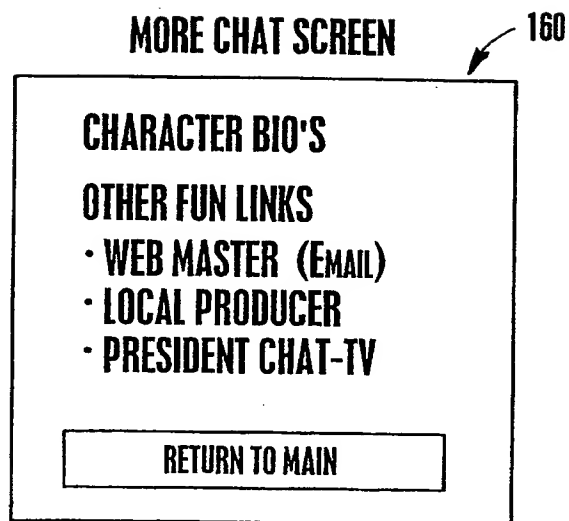 MORE CHAT SCREEN
160
CHARACTER BIO'S
OTHER FUN LINKS
· WEB MASTER (EMAIL)
· LOCAL PRODUCER
· PRESIDENT CHAT-TV
RETURN TO MAIN